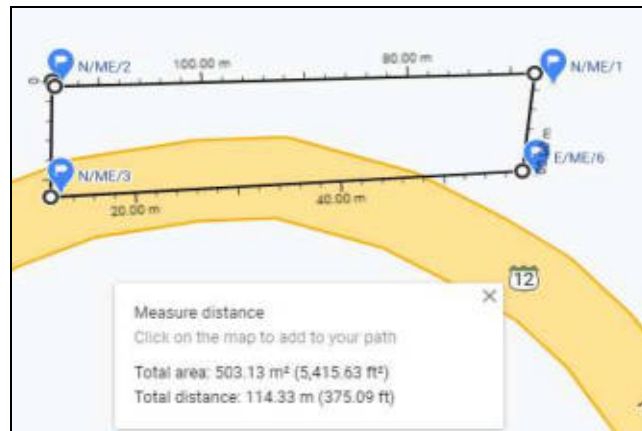 N/ME/2
100.00 m
80.00 m
N/ME/1
0
E/ME/6
N/ME/3
20.00 m
40.00 m
12
Measure distance
Click on the map to add to your path
Total area: 503.13 m² (5,415.63 ft²)
Total distance: 114.33 m (375.09 ft)